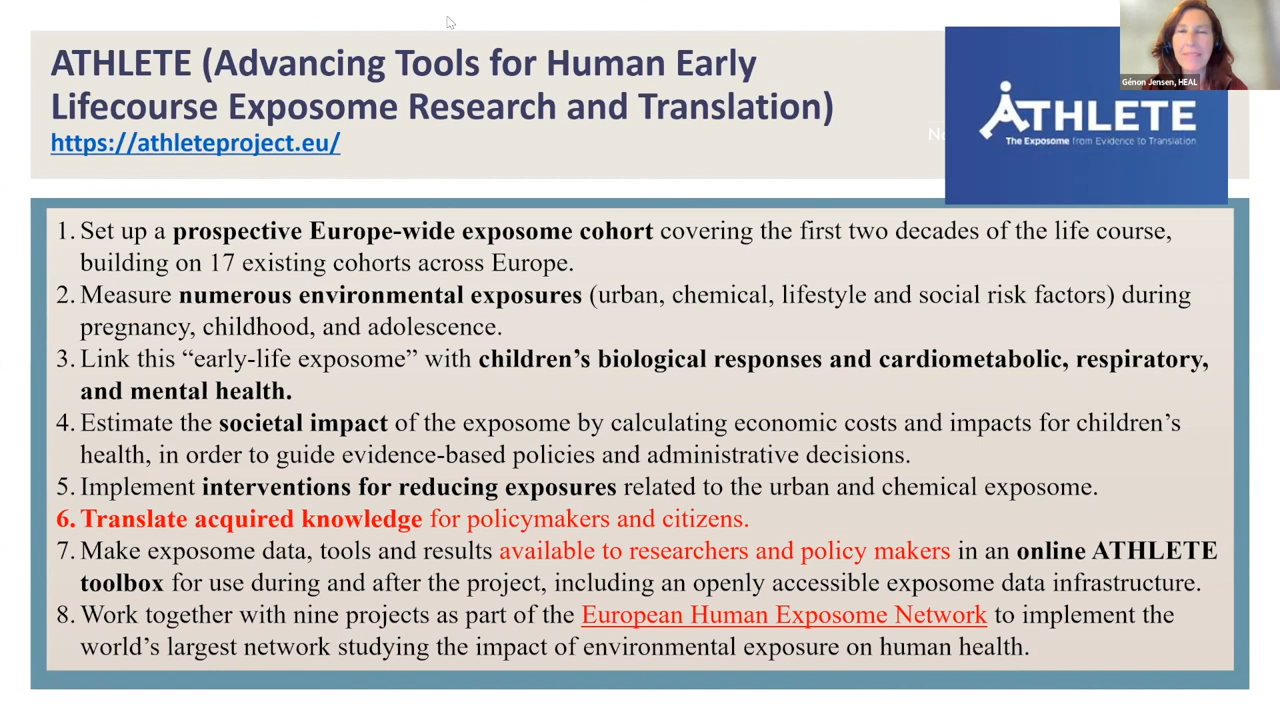 ATHLETE (Advancing Tools for Human Early
Lifecourse Exposome Research and Translation)
https://athleteproject.eu/
ATHLETE
The Exposome from Evidence to Translation
Génon Jensen, HEAL
1. Set up a prospective Europe-wide exposome cohort covering the first two decades of the life course,
building on 17 existing cohorts across Europe.
2. Measure numerous environmental exposures (urban, chemical, lifestyle and social risk factors) during
pregnancy, childhood, and adolescence.
3. Link this “early-life exposome” with children’s biological responses and cardiometabolic, respiratory,
and mental health.
4. Estimate the societal impact of the exposome by calculating economic costs and impacts for children’s
health, in order to guide evidence-based policies and administrative decisions.
5. Implement interventions for reducing exposures related to the urban and chemical exposome.
6. Translate acquired knowledge for policymakers and citizens.
7. Make exposome data, tools and results available to researchers and policy makers in an online ATHLETE
toolbox for use during and after the project, including an openly accessible exposome data infrastructure.
8. Work together with nine projects as part of the European Human Exposome Network to implement the
world’s largest network studying the impact of environmental exposure on human health.